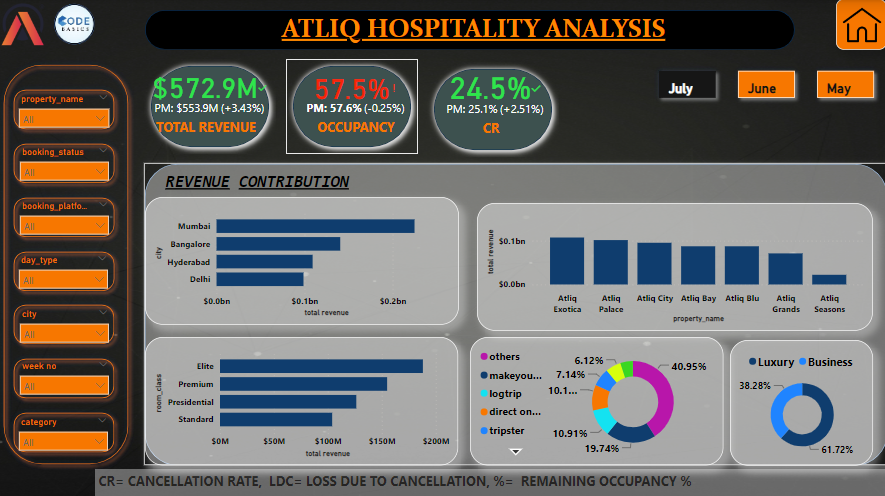 CODE
BASICS
ATLIQ HOSPITALITY ANALYSIS
$572.9M
PM: $553.9M (+3.43%)
TOTAL REVENUE
57.5%!
PM: 57.6% (-0.25%)
OCCUPANCY
24.5%
PM: 25.1% (+2.51%)
CR
July
June
May
property_name
All
booking_status
All
booking_platfo...
All
day_type
All
city
All
week no
All
category
All
REVENUE CONTRIBUTION
city
Mumbai
Bangalore
Hyderabad
Delhi
$0.0bn $0.1bn $0.2bn
total revenue
total revenue
$0.1bn
$0.0bn
Atliq Exotica
Atliq Palace
Atliq City
Atliq Bay
Atliq Blu
Atliq Grands
Atliq Seasons
property_name
room_class
Elite
Premium
Presidential
Standard
$0M $50M $100M $150M $200M
total revenue
others
makeyou...
logtrip
direct on...
tripster
6.12%
7.14%
10.1...
10.91%
19.74%
40.95%
Luxury Business
38.28%
61.72%
CR= CANCELLATION RATE, LDC= LOSS DUE TO CANCELLATION, %= REMAINING OCCUPANCY %